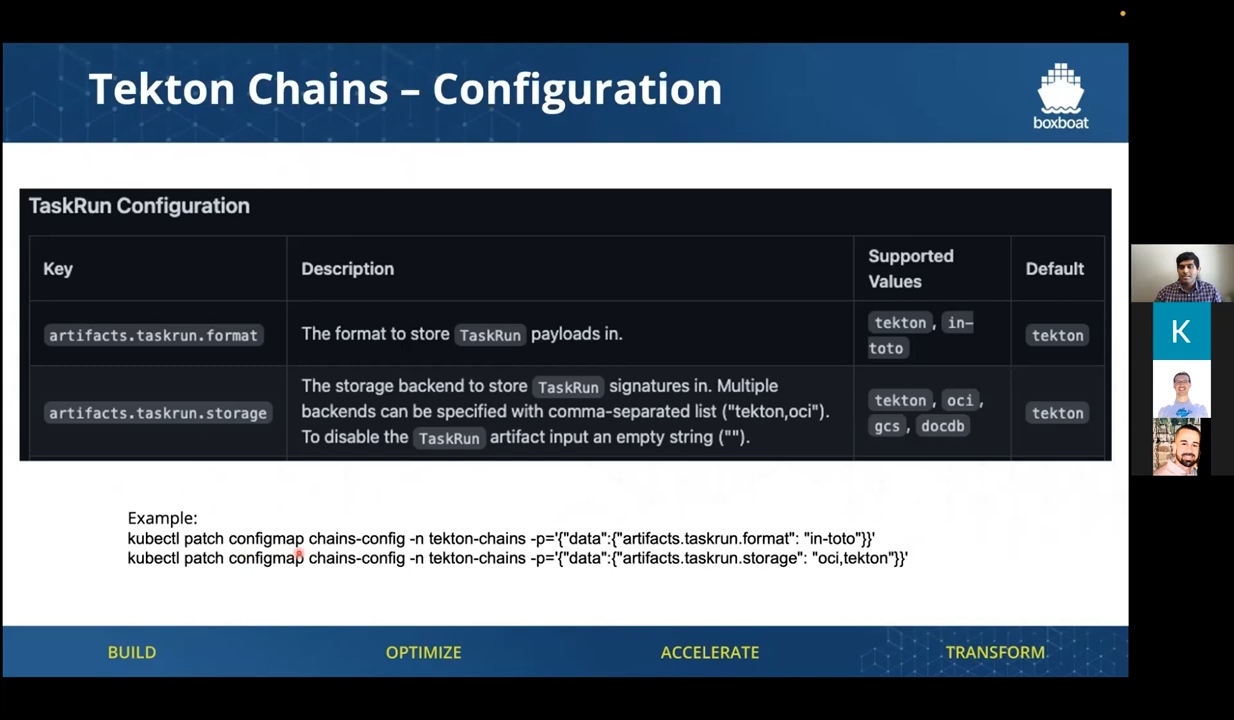 Tekton Chains – Configuration
boxboat
TaskRun Configuration
Key
Description
Supported
Values
Default
artifacts.taskrun.format
The format to store TaskRun payloads in.
tekton, in-
toto
tekton
artifacts.taskrun.storage
The storage backend to store TaskRun signatures in. Multiple
backends can be specified with comma-separated list ("tekton,oci").
To disable the TaskRun artifact input an empty string ("").
tekton, oci,
gcs, docdb
tekton
K
Example:
kubectl patch configmap chains-config -n tekton-chains -p='{"data":{"artifacts.taskrun.format": "in-toto"}}'
kubectl patch configmap chains-config -n tekton-chains -p='{"data":{"artifacts.taskrun.storage": "oci,tekton"}}'
BUILD
OPTIMIZE
ACCELERATE
TRANSFORM